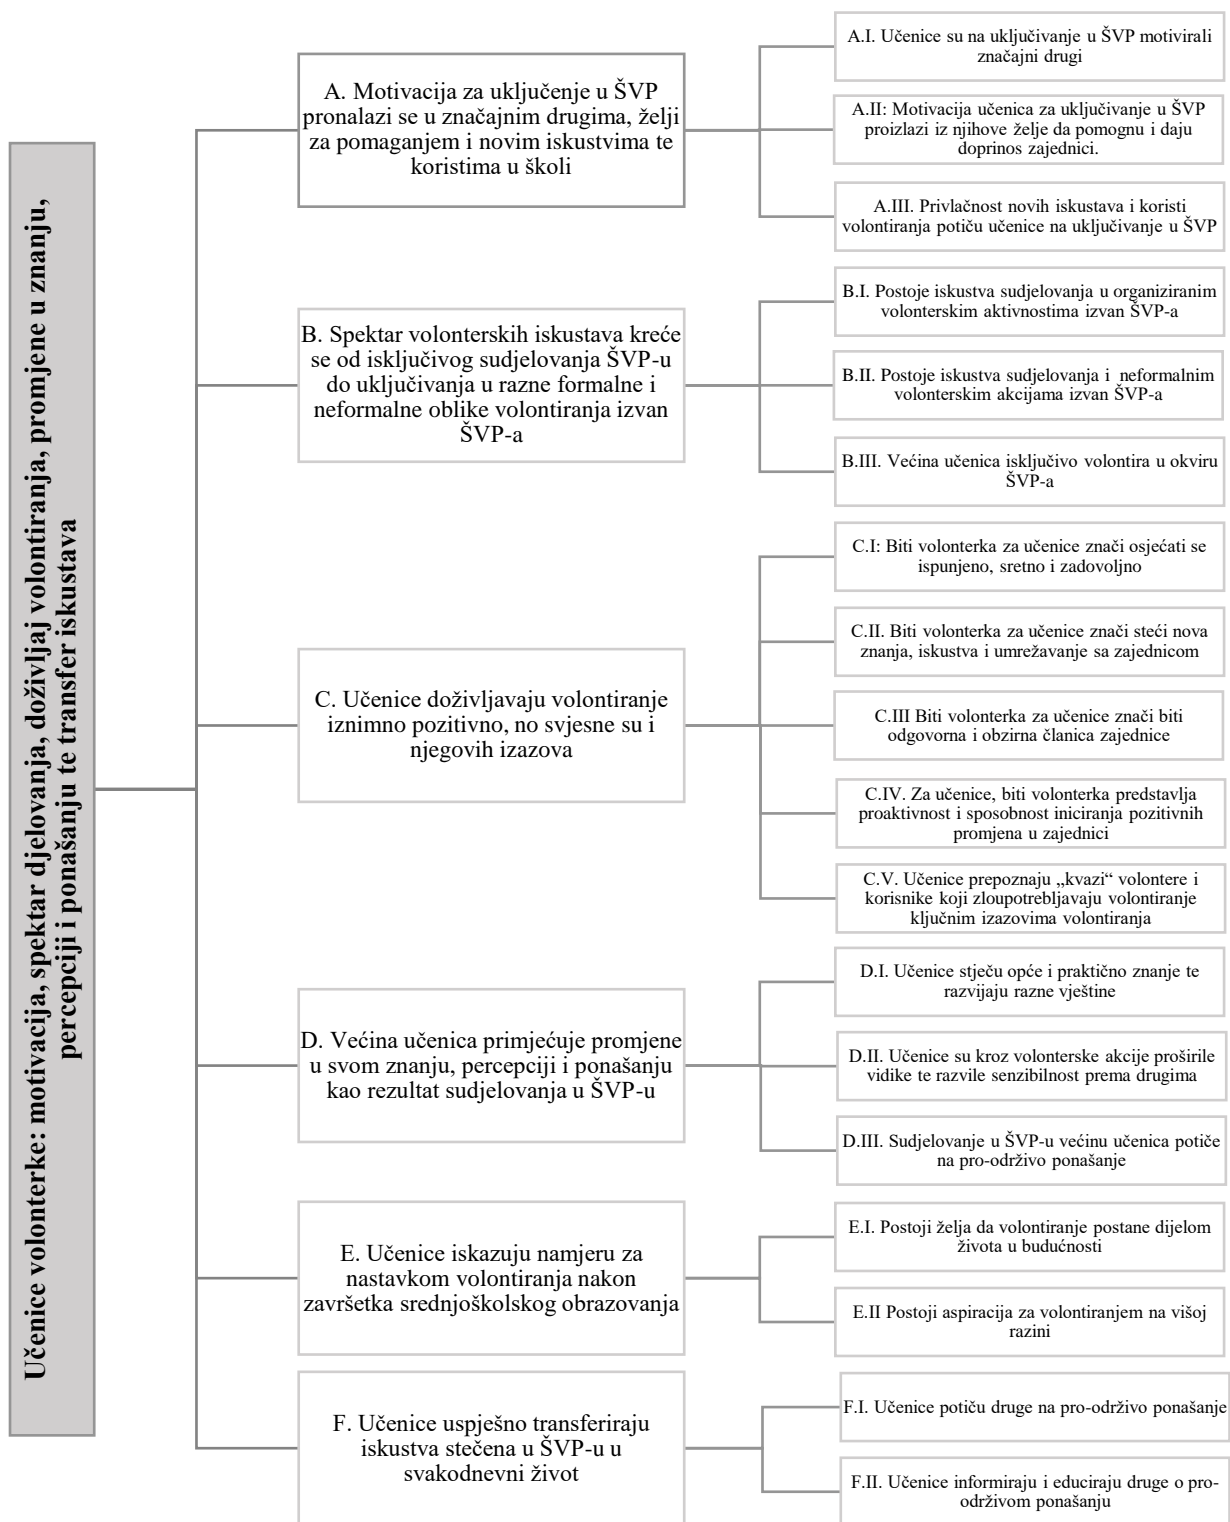 Učenice volonterke: motivacija, spektar djelovanja, doživljaj volontiranja, promjene u znanju,
percepciji i ponašanju te transfer iskustava
A. Motivacija za uključenje u ŠVP
pronalazi se u značajnim drugima, želji
za pomaganjem i novim iskustvima te
koristima u školi
A.I. Učenice su na uključivanje u ŠVP motivirali
značajni drugi
A.II: Motivacija učenica za uključivanje u ŠVP
proizlazi iz njihove želje da pomognu i daju
doprinos zajednici.
A.III. Privlačnost novih iskustava i koristi
volontiranja potiču učenice na uključivanje u ŠVP
B. Spektar volonterskih iskustava kreće
se od isključivog sudjelovanja ŠVP-u
do uključivanja u razne formalne i
neformalne oblike volontiranja izvan
ŠVP-a
B.I. Postoje iskustva sudjelovanja u organiziranim
volonterskim aktivnostima izvan ŠVP-a
B.II. Postoje iskustva sudjelovanja i neformalnim
volonterskim akcijama izvan ŠVP-a
B.III. Većina učenica isključivo volontira u okviru
ŠVP-a
C. Učenice doživljavaju volontiranje
iznimno pozitivno, no svjesne su i
njegovih izazova
C.I: Biti volonterka za učenice znači osjećati se
ispunjeno, sretno i zadovoljno
C.II. Biti volonterka za učenice znači steći nova
znanja, iskustva i umrežavanje sa zajednicom
C.III Biti volonterka za učenice znači biti
odgovorna i obzirna članica zajednice
C.IV. Za učenice, biti volonterka predstavlja
proaktivnost i sposobnost iniciranja pozitivnih
promjena u zajednici
C.V. Učenice prepoznaju „kvazi“ volontere i
korisnike koji zloupotrebljavaju volontiranje
ključnim izazovima volontiranja
D. Većina učenica primjećuje promjene
u svom znanju, percepciji i ponašanju
kao rezultat sudjelovanja u ŠVP-u
D.I. Učenice stječu opće i praktično znanje te
razvijaju razne vještine
D.II. Učenice su kroz volonterske akcije proširile
vidike te razvile senzibilnost prema drugima
D.III. Sudjelovanje u ŠVP-u većinu učenica potiče
na pro-održivo ponašanje
E. Učenice iskazuju namjeru za
nastavkom volontiranja nakon
završetka srednjoškolskog obrazovanja
E.I. Postoji želja da volontiranje postane dijelom
života u budućnosti
E.II Postoji aspiracija za volontiranjem na višoj
razini
F. Učenice uspješno transferiraju
iskustva stečena u ŠVP-u u
svakodnevni život
F.I. Učenice potiču druge na pro-održivo ponašanje
F.II. Učenice informiraju i educiraju druge o pro-
održivom ponašanju